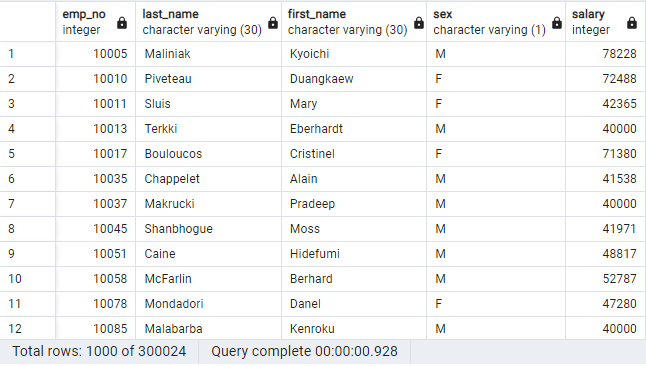 emp_no last_name first_name sex salary
integer character varying (30) character varying (30) character varying (1) integer
1 10005 Maliniak Kyoichi M 78228
2 10010 Piveteau Duangkaew F 72488
3 10011 Sluis Mary F 42365
4 10013 Terkki Eberhardt M 40000
5 10017 Bouloucos Cristinel F 71380
6 10035 Chappelet Alain M 41538
7 10037 Makrucki Pradeep M 40000
8 10045 Shanbhogue Moss M 41971
9 10051 Caine Hidefumi M 48817
10 10058 McFarlin Berhard M 52787
11 10078 Mondadori Danel F 47280
12 10085 Malabarba Kenroku M 40000
Total rows: 1000 of 300024 Query complete 00:00:00.928